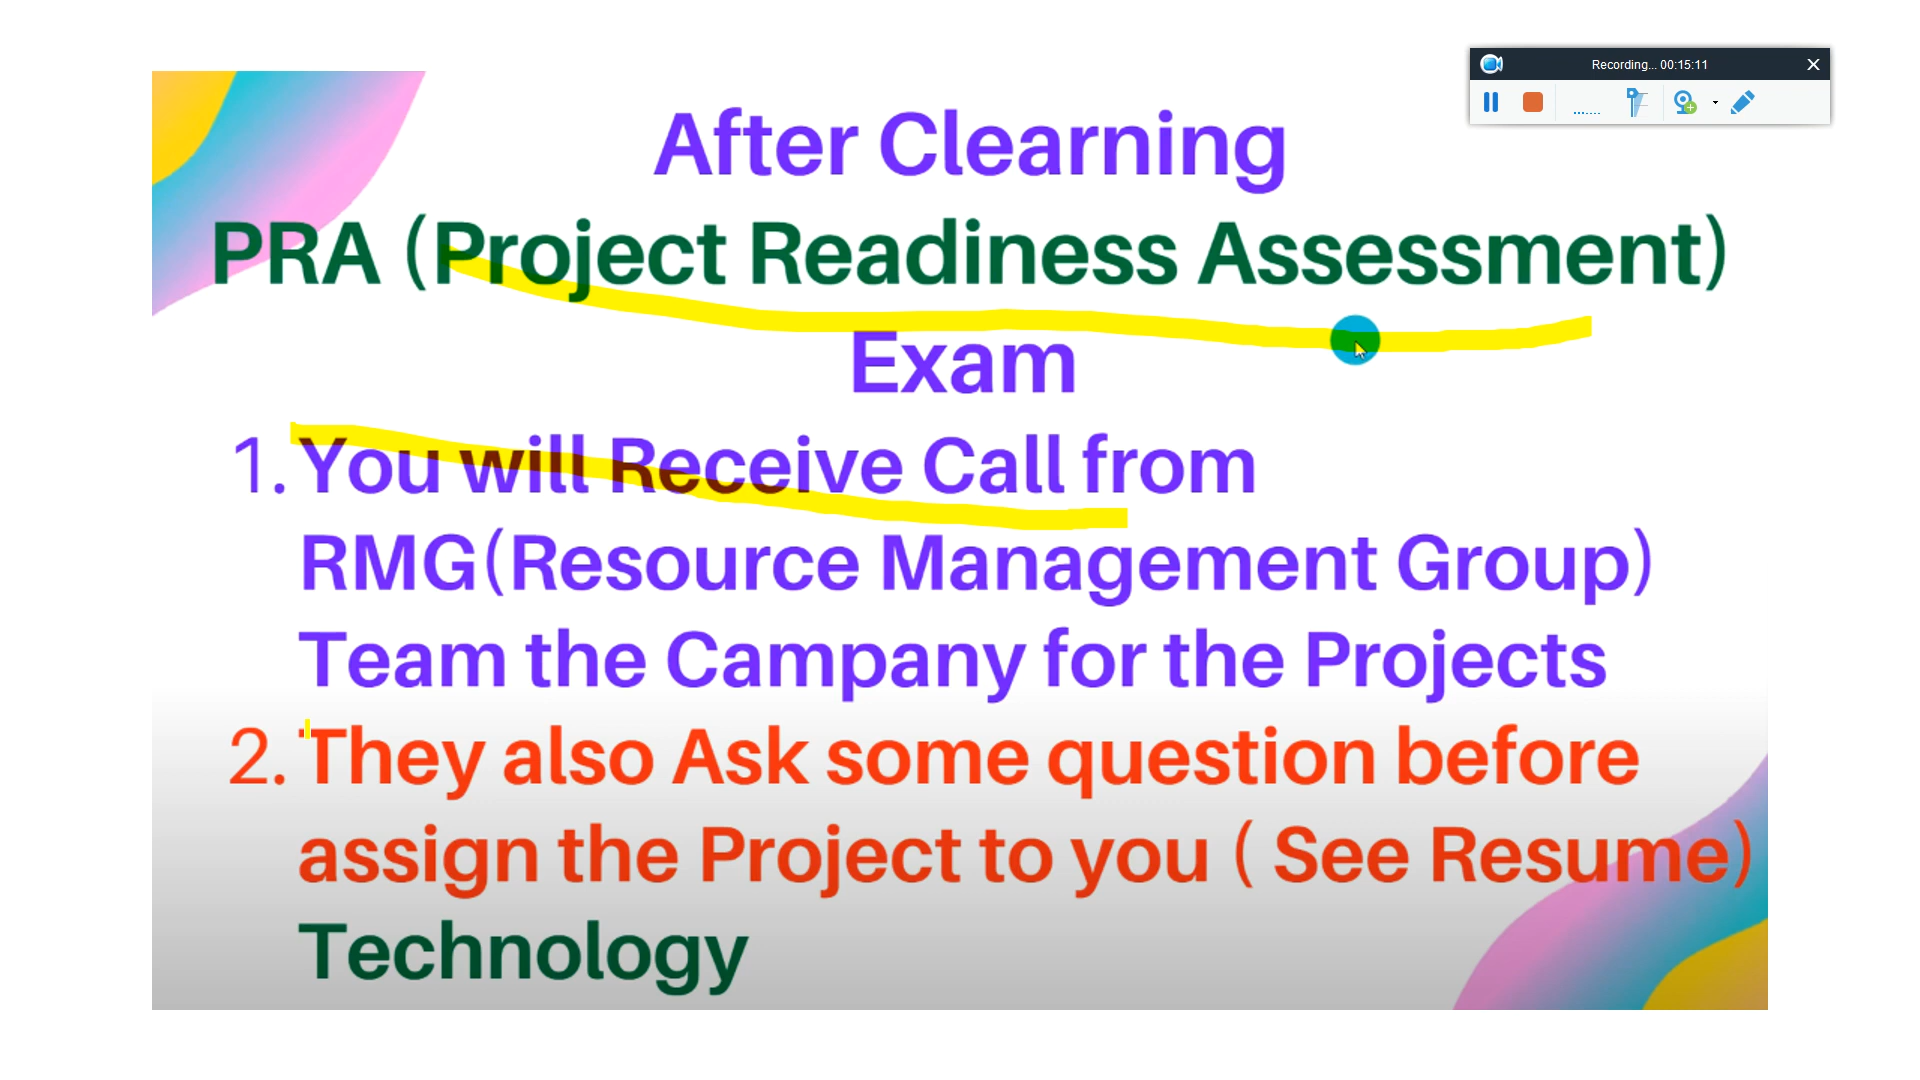 Recording... 00:15:11
After Clearning
PRA (Project Readiness Assessment)
Exam
1. You will Receive Call from
RMG(Resource Management Group)
Team the Campany for the Projects
2. They also Ask some question before
assign the Project to you ( See Resume)
Technology